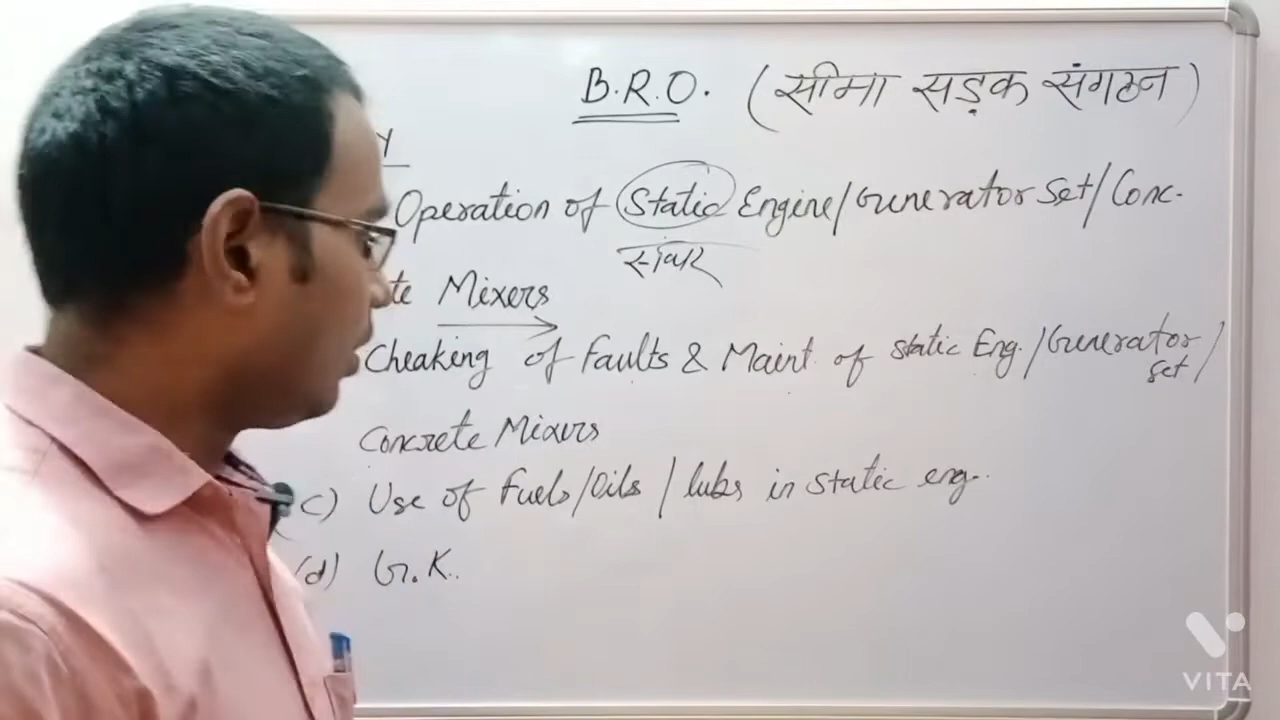 B.R.O. (सीमा सड़क संगठन)
Y
Operation of Static Engine/Generator Set/Conc-
स्थिर
te Mixers
Cheaking of Faults & Maint. of Static Eng./Generator set/
Concrete Mixers
c) Use of Fuels/Oils/lubs in static eng..
(d) G.K..
VITA